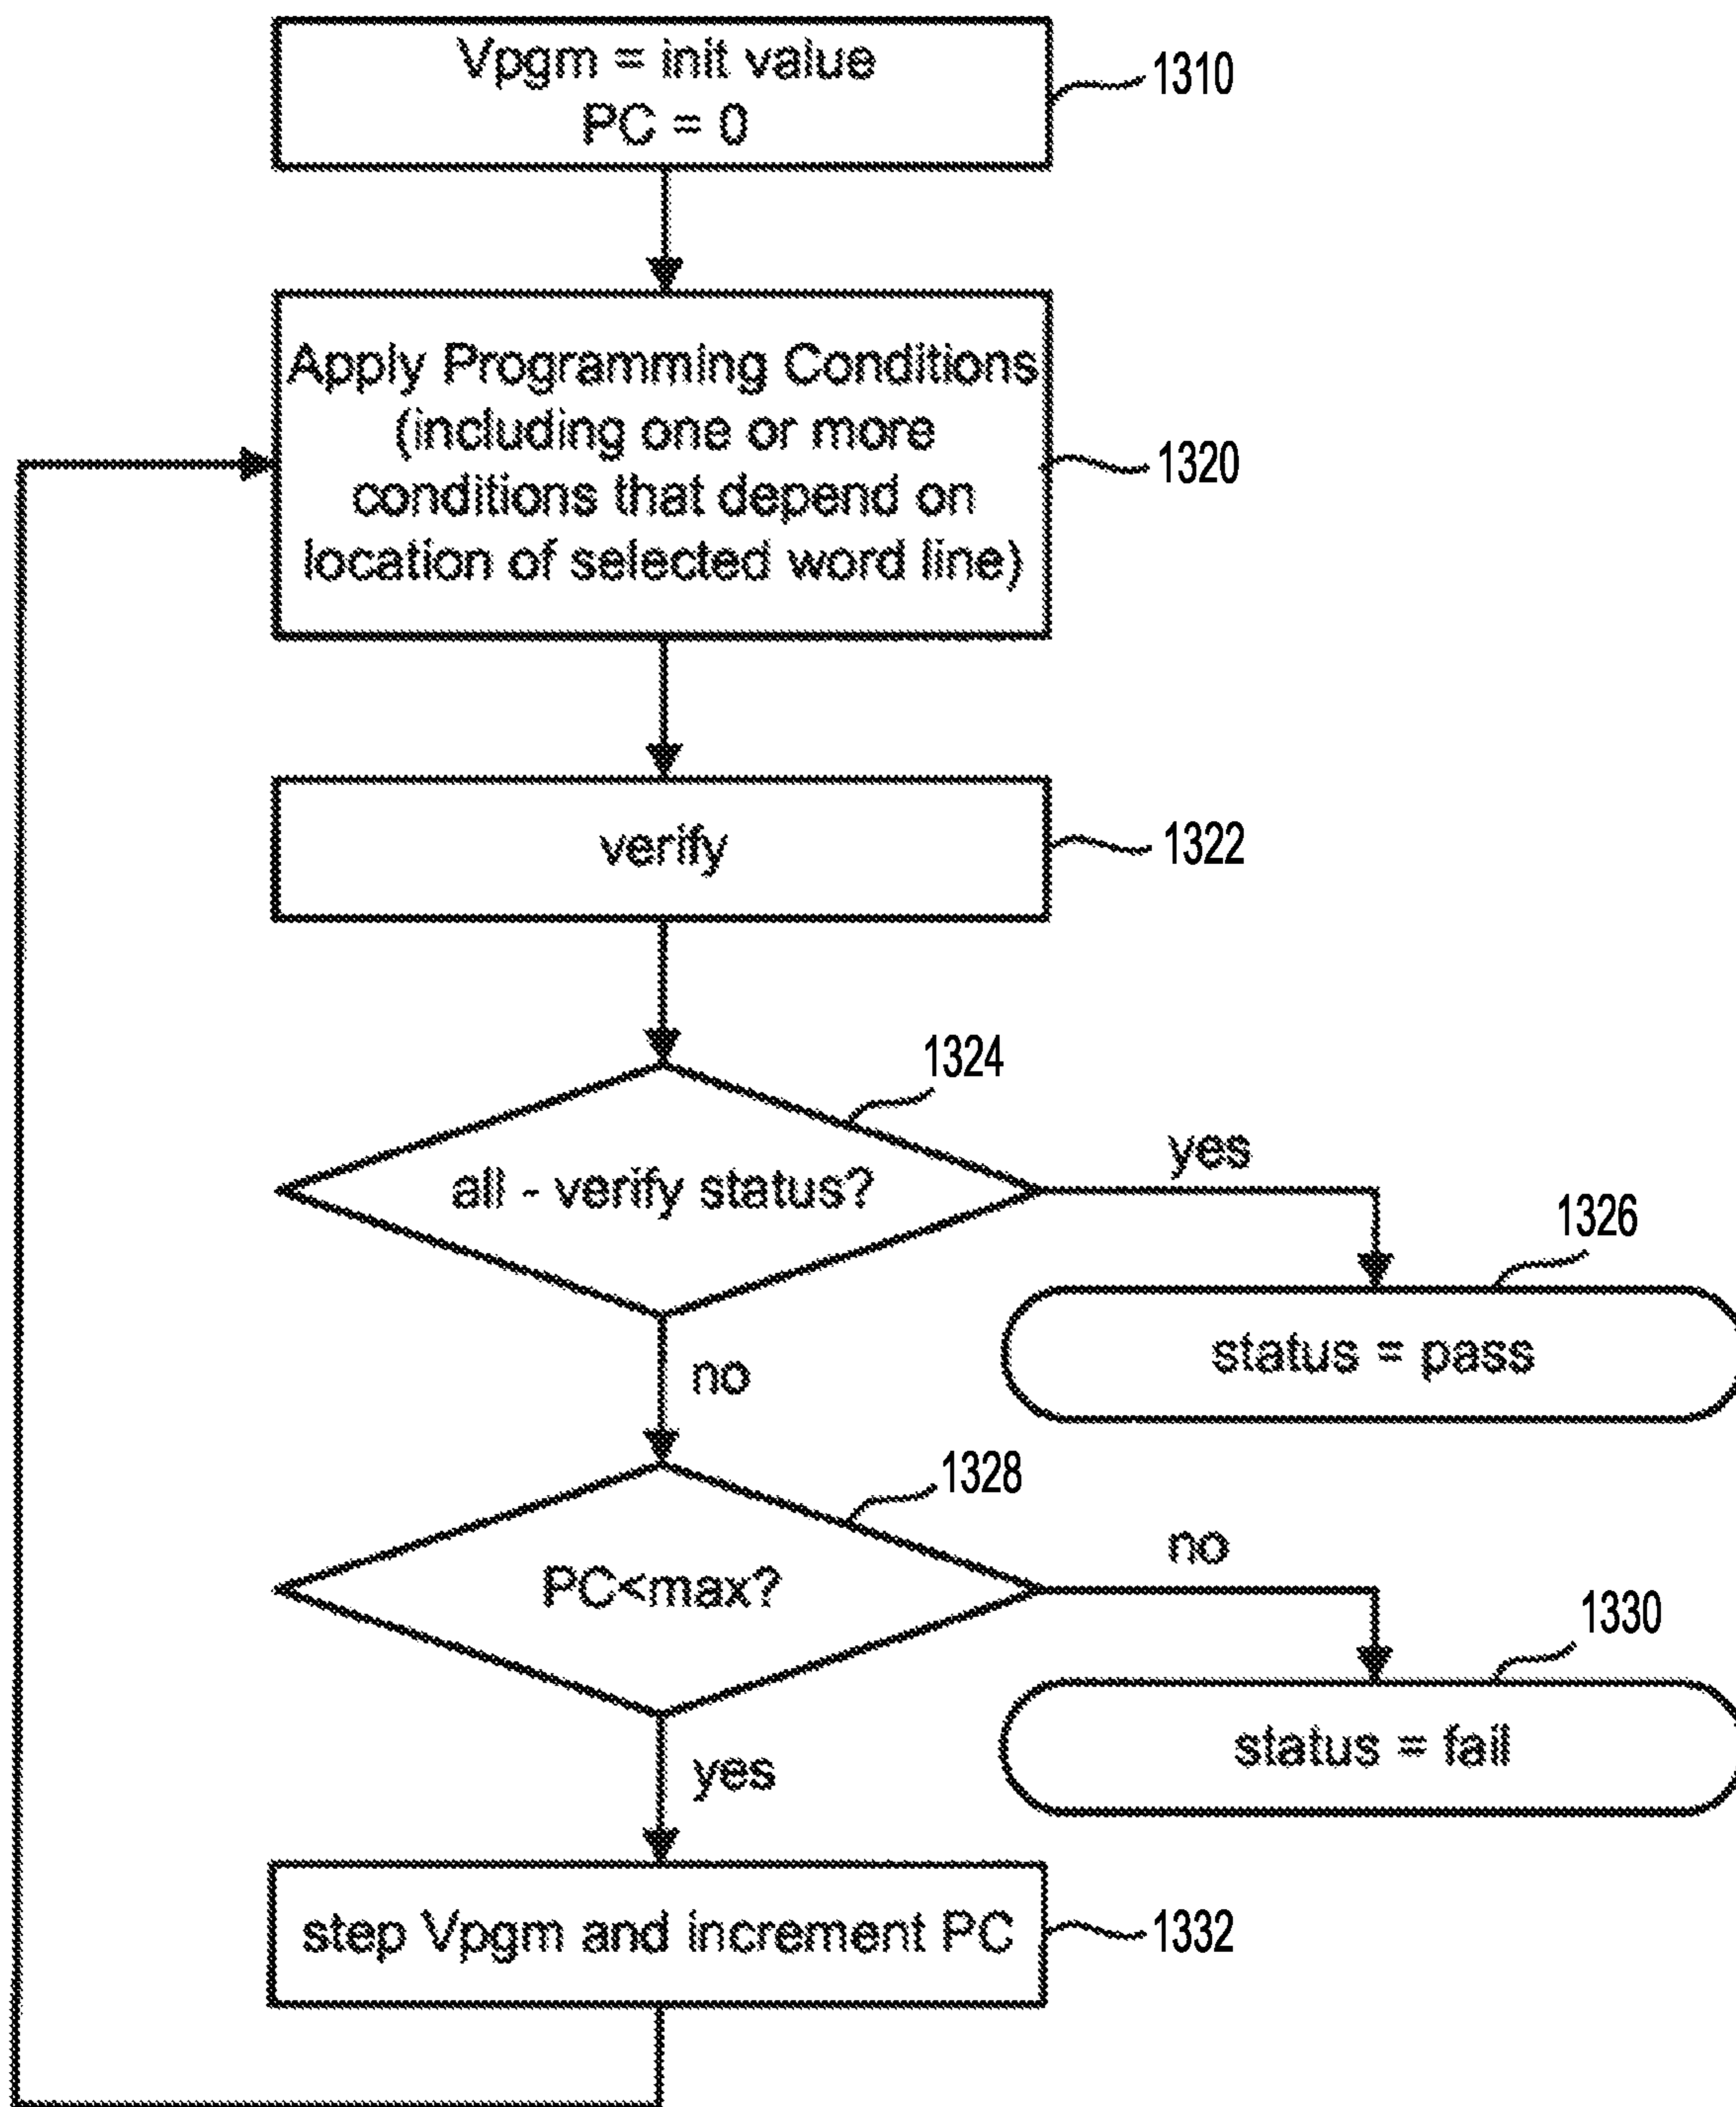 Vpgm = init value
PC = 0
1310
Apply Programming Conditions
(including one or more
conditions that depend on
location of selected word line)
1320
verify
1322
1324
all - verify status?
yes
1326
status = pass
no
1328
PC<max?
no
1330
status = fail
yes
step Vpgm and increment PC
1332